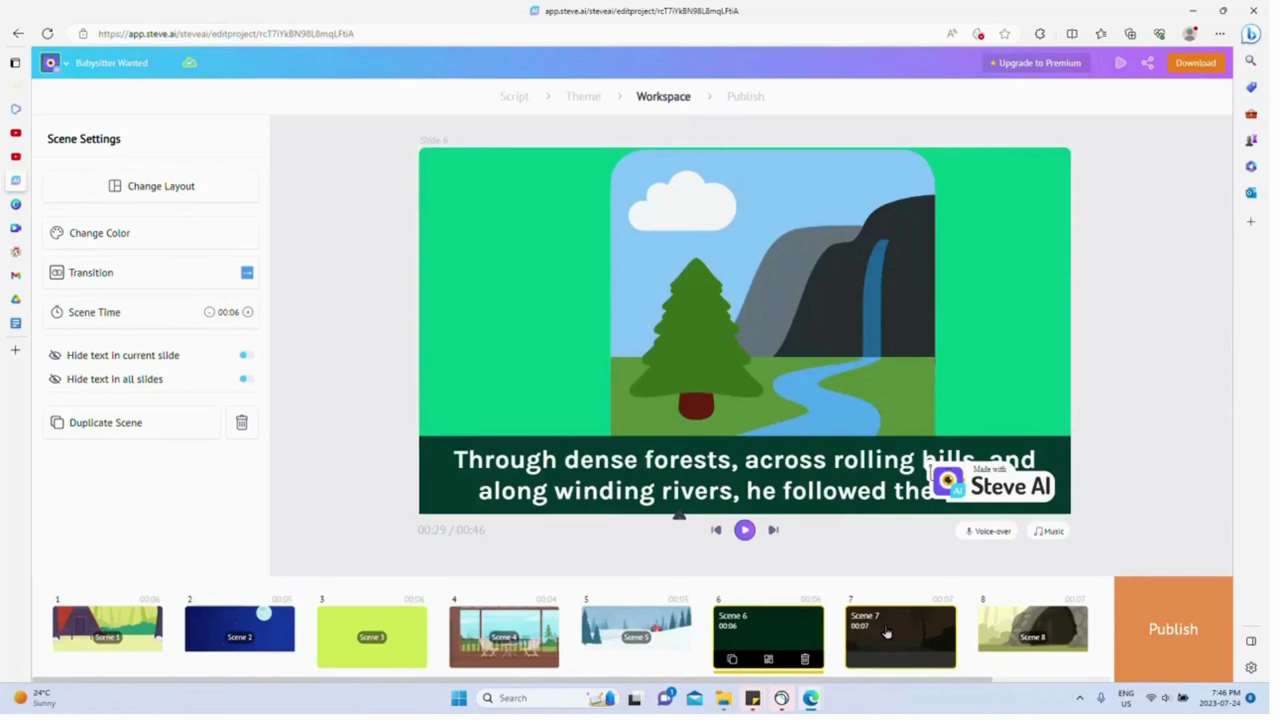 app.steve.ai/steveai/editproject/rcT7iYkBN98L8mqLFtiA
https://app.steve.ai/steveai/editproject/rcT7iYkBN98L8mqLFtiA
Babysitter Wanted
Upgrade to Premium
Download
Script
Theme
Workspace
Publish
Scene Settings
Slide 6
Change Layout
Change Color
Transition
Scene Time
00:06
Hide text in current slide
Hide text in all slides
Duplicate Scene
Through dense forests, across rolling hills, and
along winding rivers, he followed the
Made with
Steve AI
AI
00:29 / 00:46
Voice-over
Music
1 00:06
2 00:05
3 00:06
4 00:04
5
6 00:06
7 00:07
8 00:07
Scene 1
Scene 2
Scene 3
Scene 4
Scene 5
Scene 6
00:06
Scene 7
00:07
Scene 8
Publish
24°C
Sunny
Search
ENG
US
7:46 PM
2023-07-24